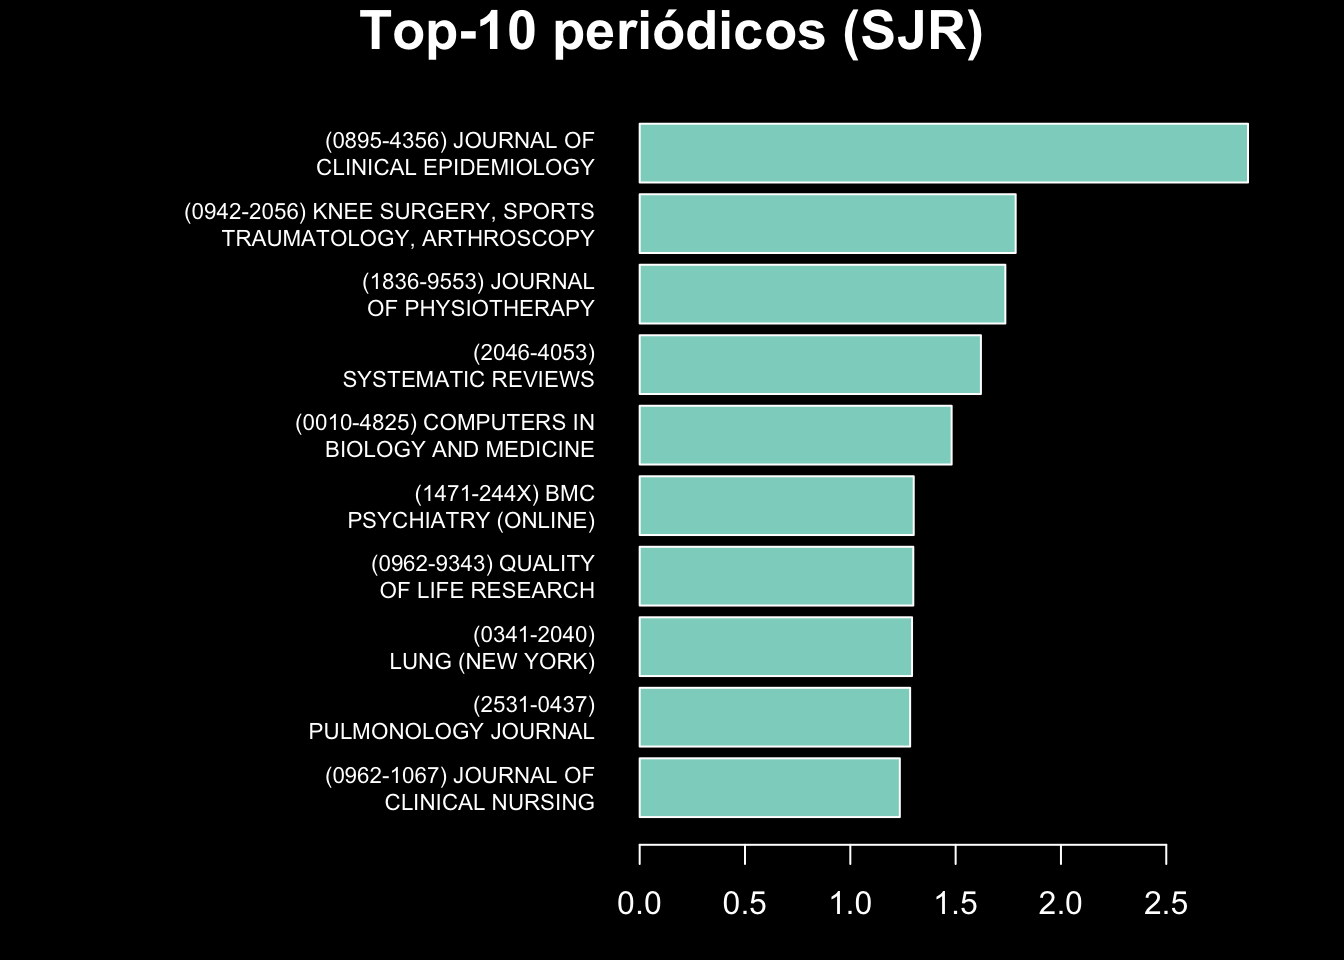 Top-10 periódicos (SJR)
(0895-4356) JOURNAL OF
CLINICAL EPIDEMIOLOGY
(0942-2056) KNEE SURGERY, SPORTS
TRAUMATOLOGY, ARTHROSCOPY
(1836-9553) JOURNAL
OF PHYSIOTHERAPY
(2046-4053)
SYSTEMATIC REVIEWS
(0010-4825) COMPUTERS IN
BIOLOGY AND MEDICINE
(1471-244X) BMC
PSYCHIATRY (ONLINE)
(0962-9343) QUALITY
OF LIFE RESEARCH
(0341-2040)
LUNG (NEW YORK)
(2531-0437)
PULMONOLOGY JOURNAL
(0962-1067) JOURNAL OF
CLINICAL NURSING
0.0 0.5 1.0 1.5 2.0 2.5